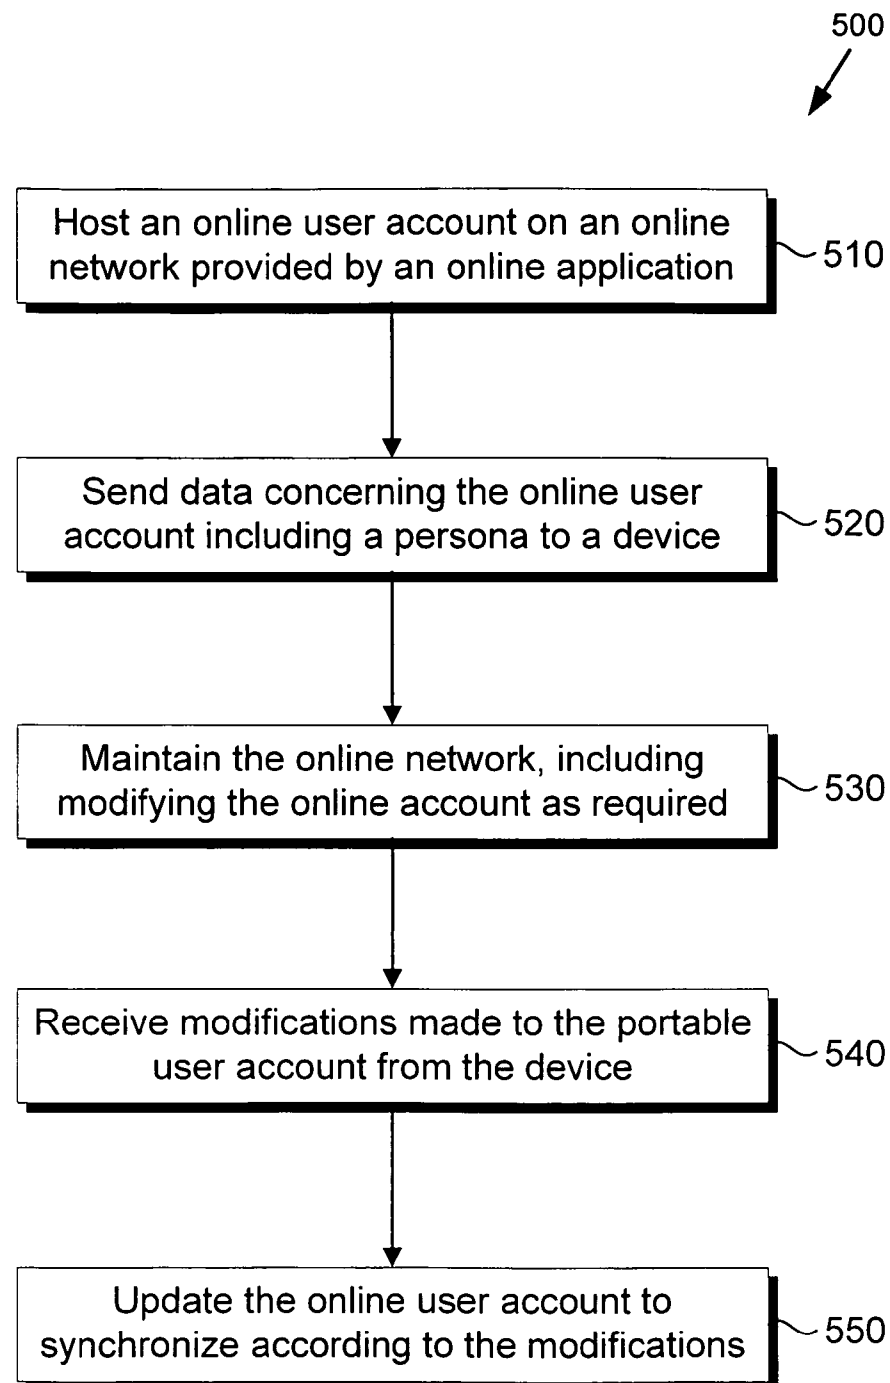 500
Host an online user account on an online
network provided by an online application
510
Send data concerning the online user
account including a persona to a device
520
Maintain the online network, including
modifying the online account as required
530
Receive modifications made to the portable
user account from the device
540
Update the online user account to
synchronize according to the modifications
550